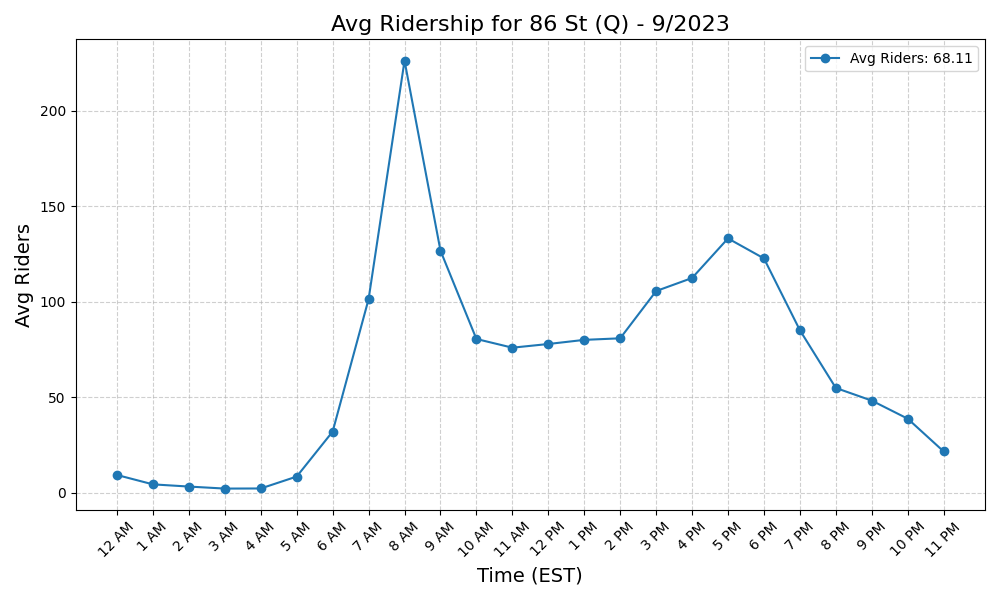 Avg Ridership for 86 St (Q) - 9/2023
Avg Riders: 68.11
Avg Riders
200
150
100
50
0
12 AM
1 AM
2 AM
3 AM
4 AM
5 AM
6 AM
7 AM
8 AM
9 AM
10 AM
11 AM
12 PM
1 PM
2 PM
3 PM
4 PM
5 PM
6 PM
7 PM
8 PM
9 PM
10 PM
11 PM
Time (EST)